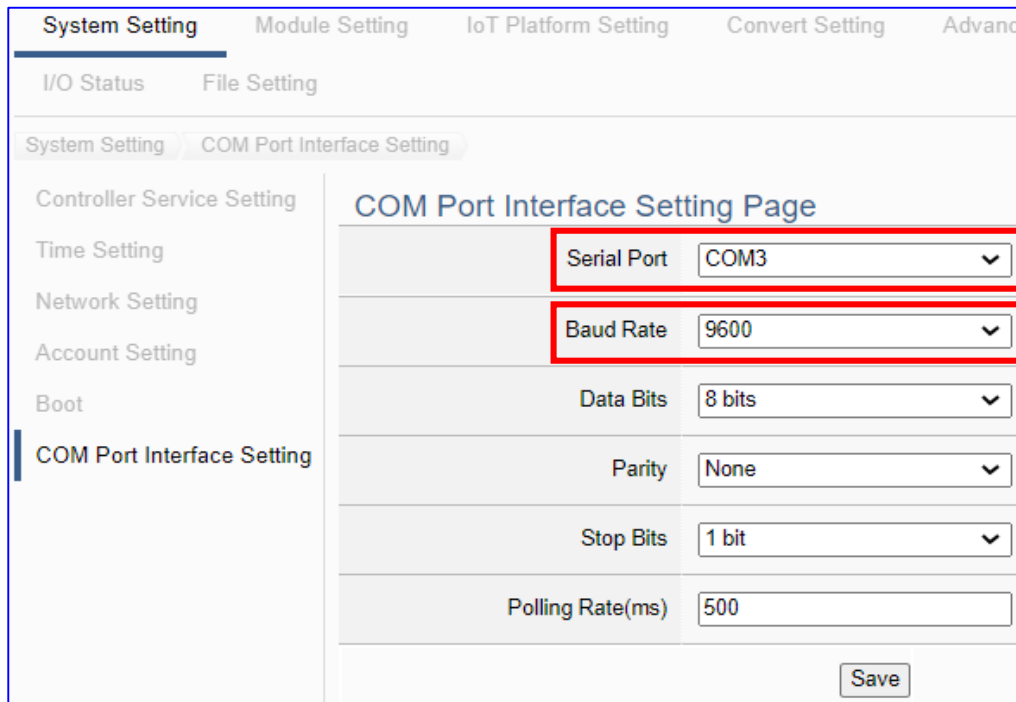 System Setting Module Setting IoT Platform Setting Convert Setting
I/O Status File Setting
System Setting COM Port Interface Setting
Controller Service Setting
Time Setting
Network Setting
Account Setting
Boot
COM Port Interface Setting
COM Port Interface Setting Page
Serial Port COM3
Baud Rate 9600
Data Bits 8 bits
Parity None
Stop Bits 1 bit
Polling Rate(ms) 500
Save